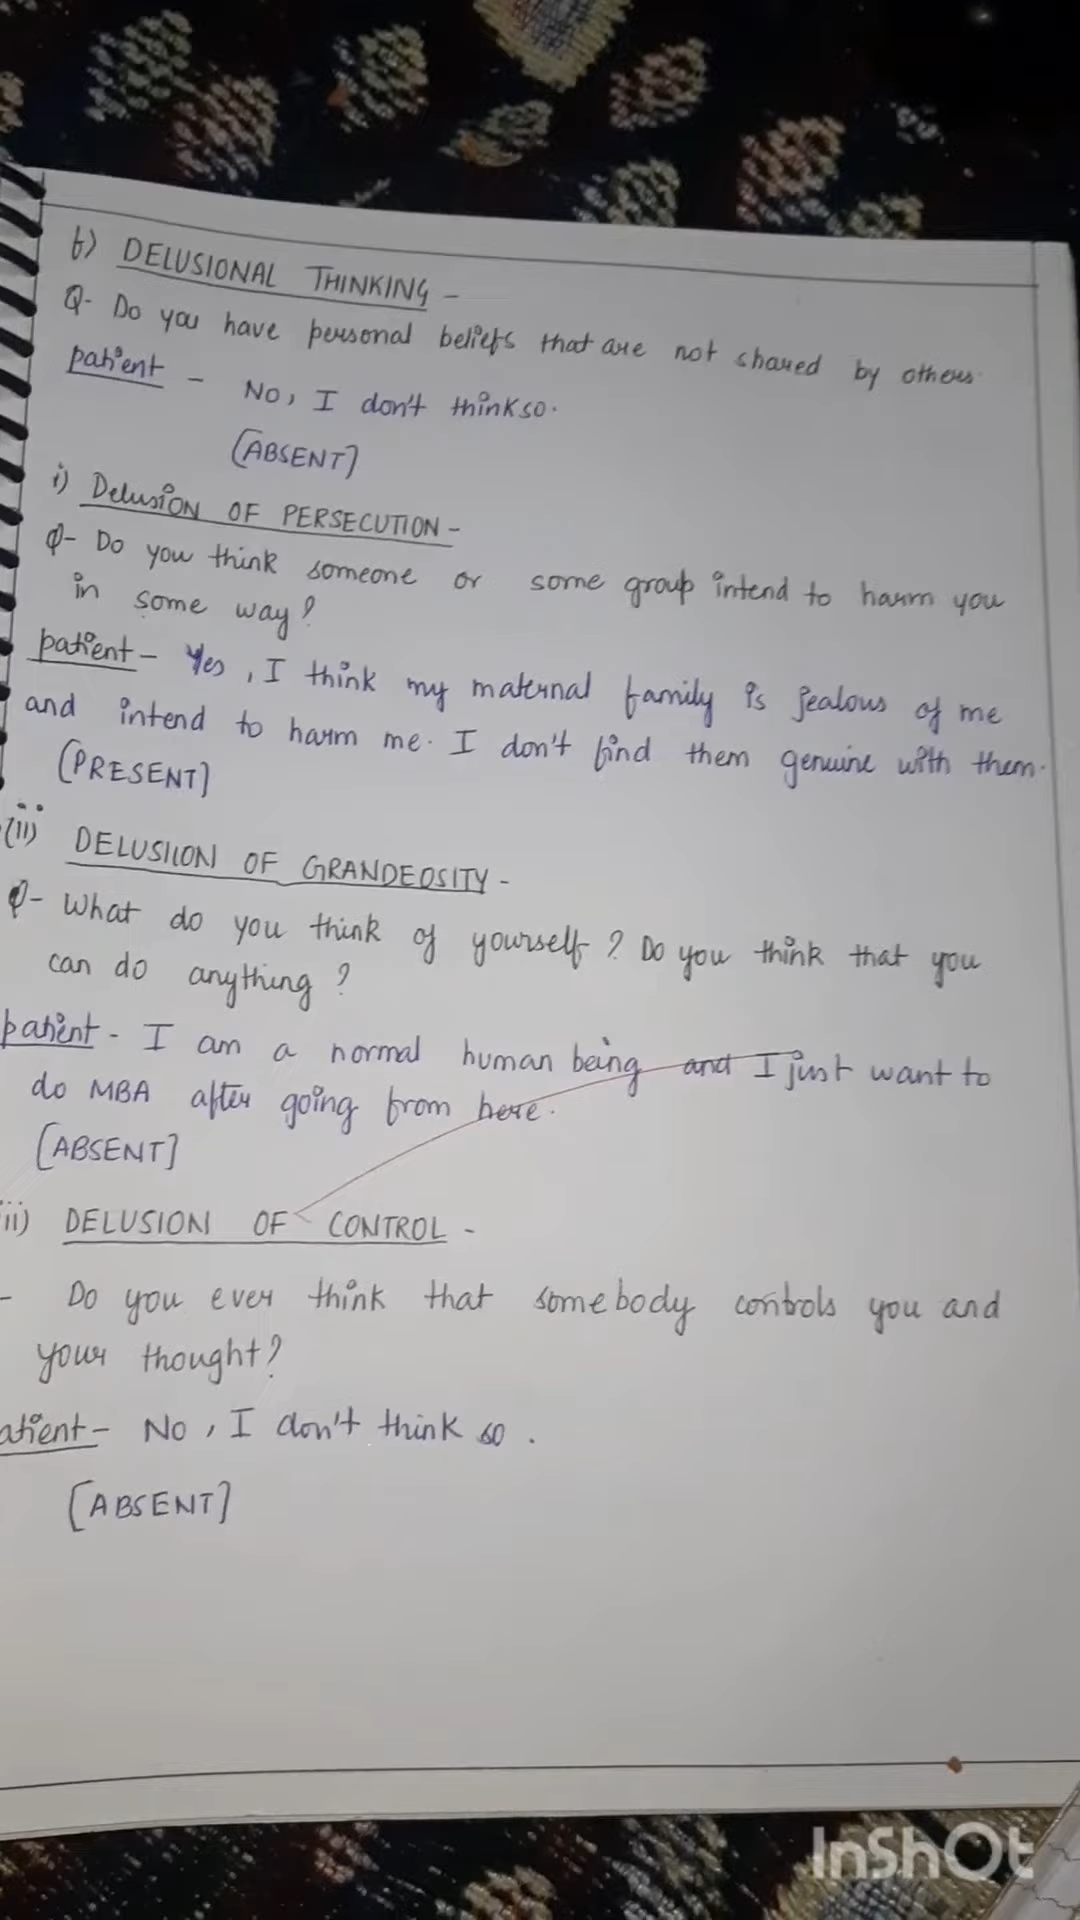 f) DELUSIONAL THINKING -
Q- Do you have personal beliefs that are not shared by others.
patient - No, I don't think so.
[ABSENT]
i) Delusion OF PERSECUTION -
Q- Do you think someone or some group intend to harm you
in some way?
patient - Yes, I think my maternal family is jealous of me
and intend to harm me. I don't find them genuine with them.
[PRESENT]
(ii) DELUSIION OF GRANDEOSITY -
Q- What do you think of yourself? Do you think that you
can do anything?
patient - I am a normal human being and I just want to
do MBA after going from here.
[ABSENT]
iii) DELUSION OF CONTROL -
- Do you ever think that somebody controls you and
your thought?
atient - No, I don't think so.
[ABSENT]
InShOt